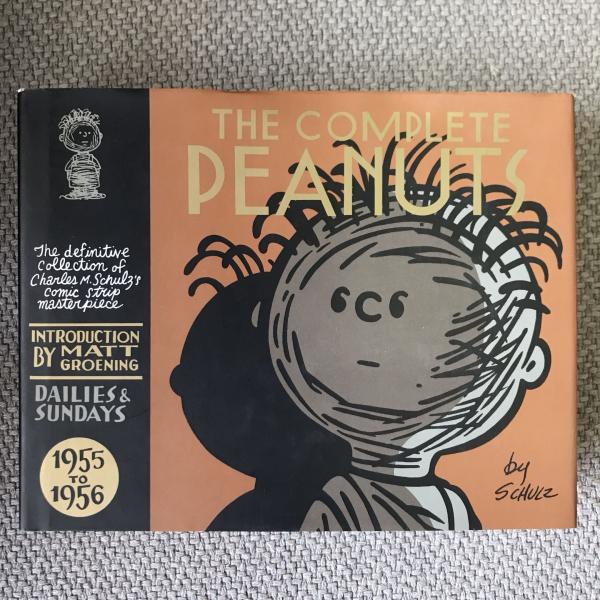 THE COMPLETE
PEANUTS
The definitive
collection of
Charles M. Schulz's
comic strip
masterpiece
INTRODUCTION
BY MATT
GROENING
DAILIES &
SUNDAYS
1955
TO
1956
by
SCHULZ